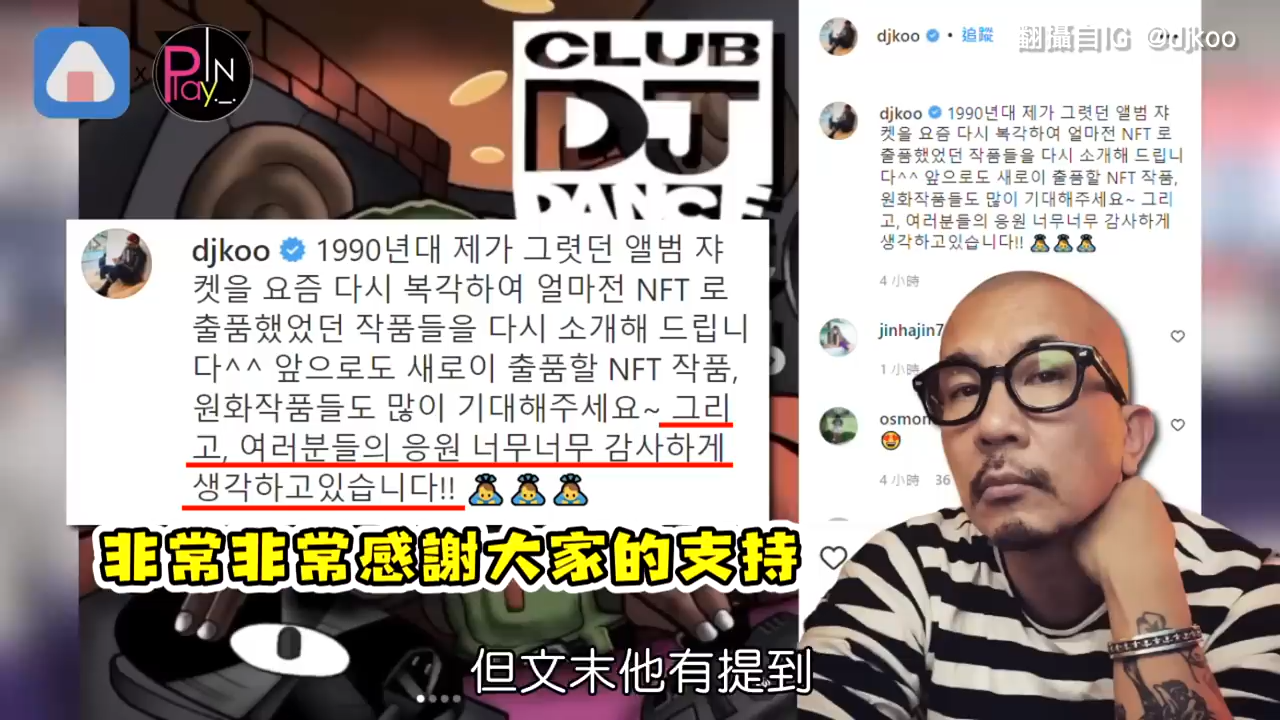 x
PlayIN
CLUB
DJ
DANCE
djkoo • 追蹤
翻攝自IG @djkoo
djkoo 1990년대 제가 그렸던 앨범 쟈
켓을 요즘 다시 복각하여 얼마전 NFT 로
출품했었던 작품들을 다시 소개해 드립니
다^^ 앞으로도 새로이 출품할 NFT 작품,
원화작품들도 많이 기대해주세요~ 그리
고, 여러분들의 응원 너무너무 감사하게
생각하고있습니다!! 🙇🙇🙇
4 小時
jinhajin7
1 小時
osmon
😍
4 小時 36
djkoo 1990년대 제가 그렸던 앨범 쟈
켓을 요즘 다시 복각하여 얼마전 NFT 로
출품했었던 작품들을 다시 소개해 드립니
다^^ 앞으로도 새로이 출품할 NFT 작품,
원화작품들도 많이 기대해주세요~ 그리
고, 여러분들의 응원 너무너무 감사하게
생각하고있습니다!! 🙇🙇🙇
非常非常感謝大家的支持
但文末他有提到